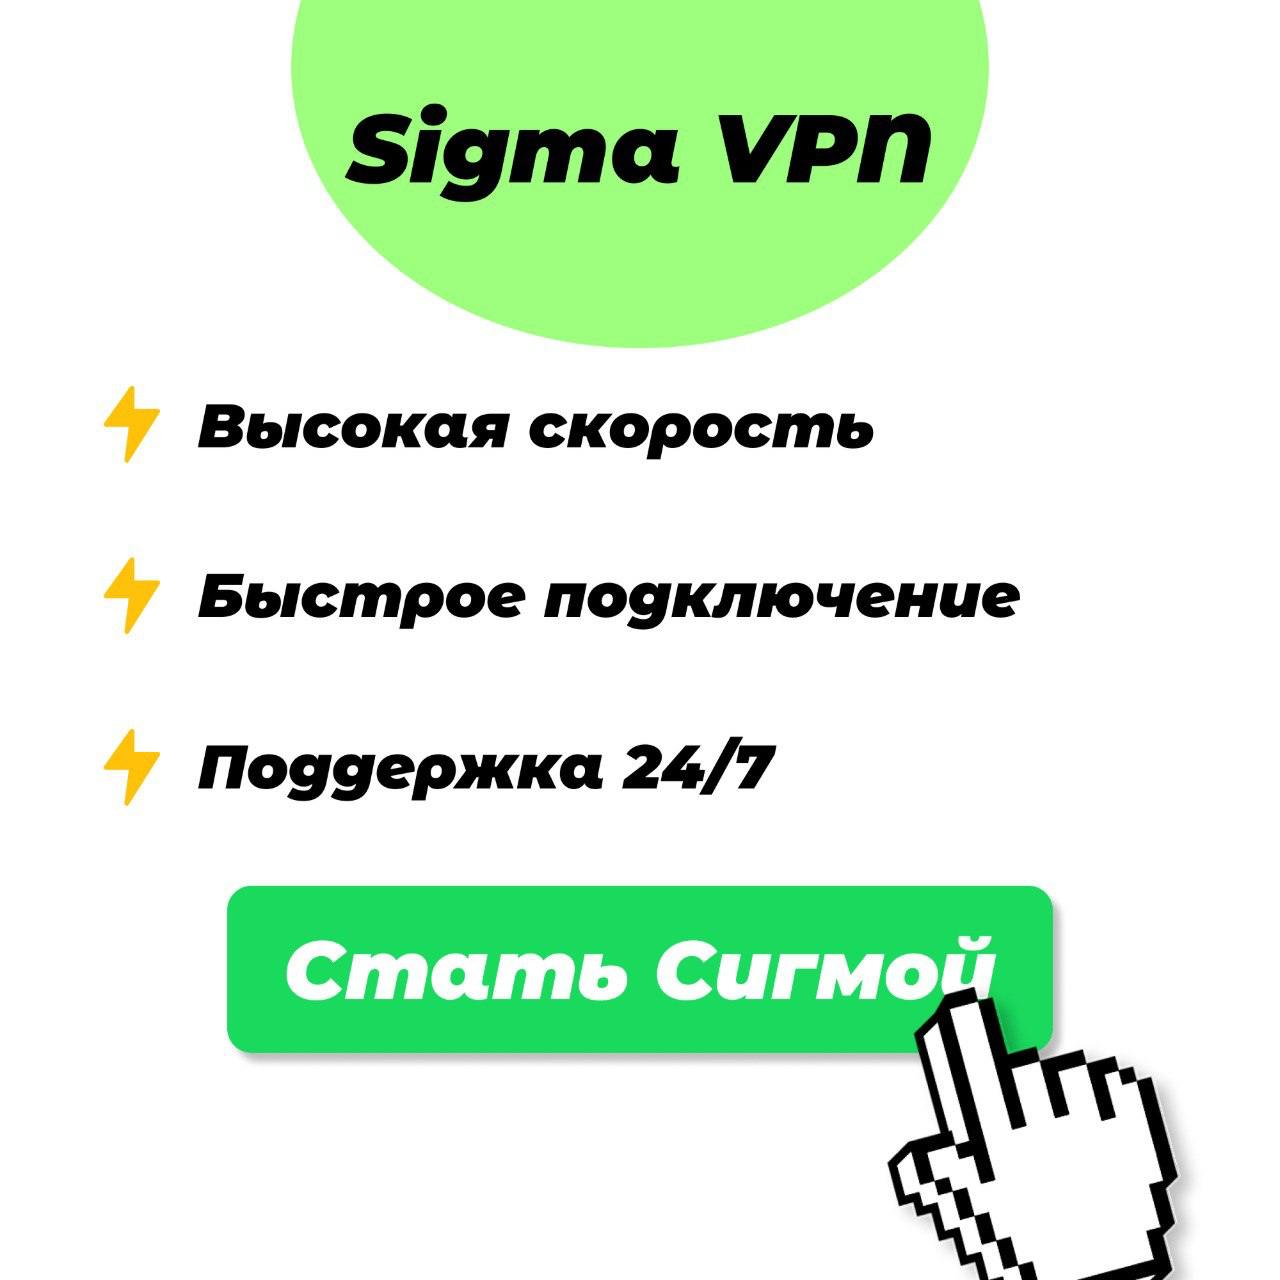 Sigma VPN
Высокая скорость
Быстрое подключение
Поддержка 24/7
Стать Сигмой